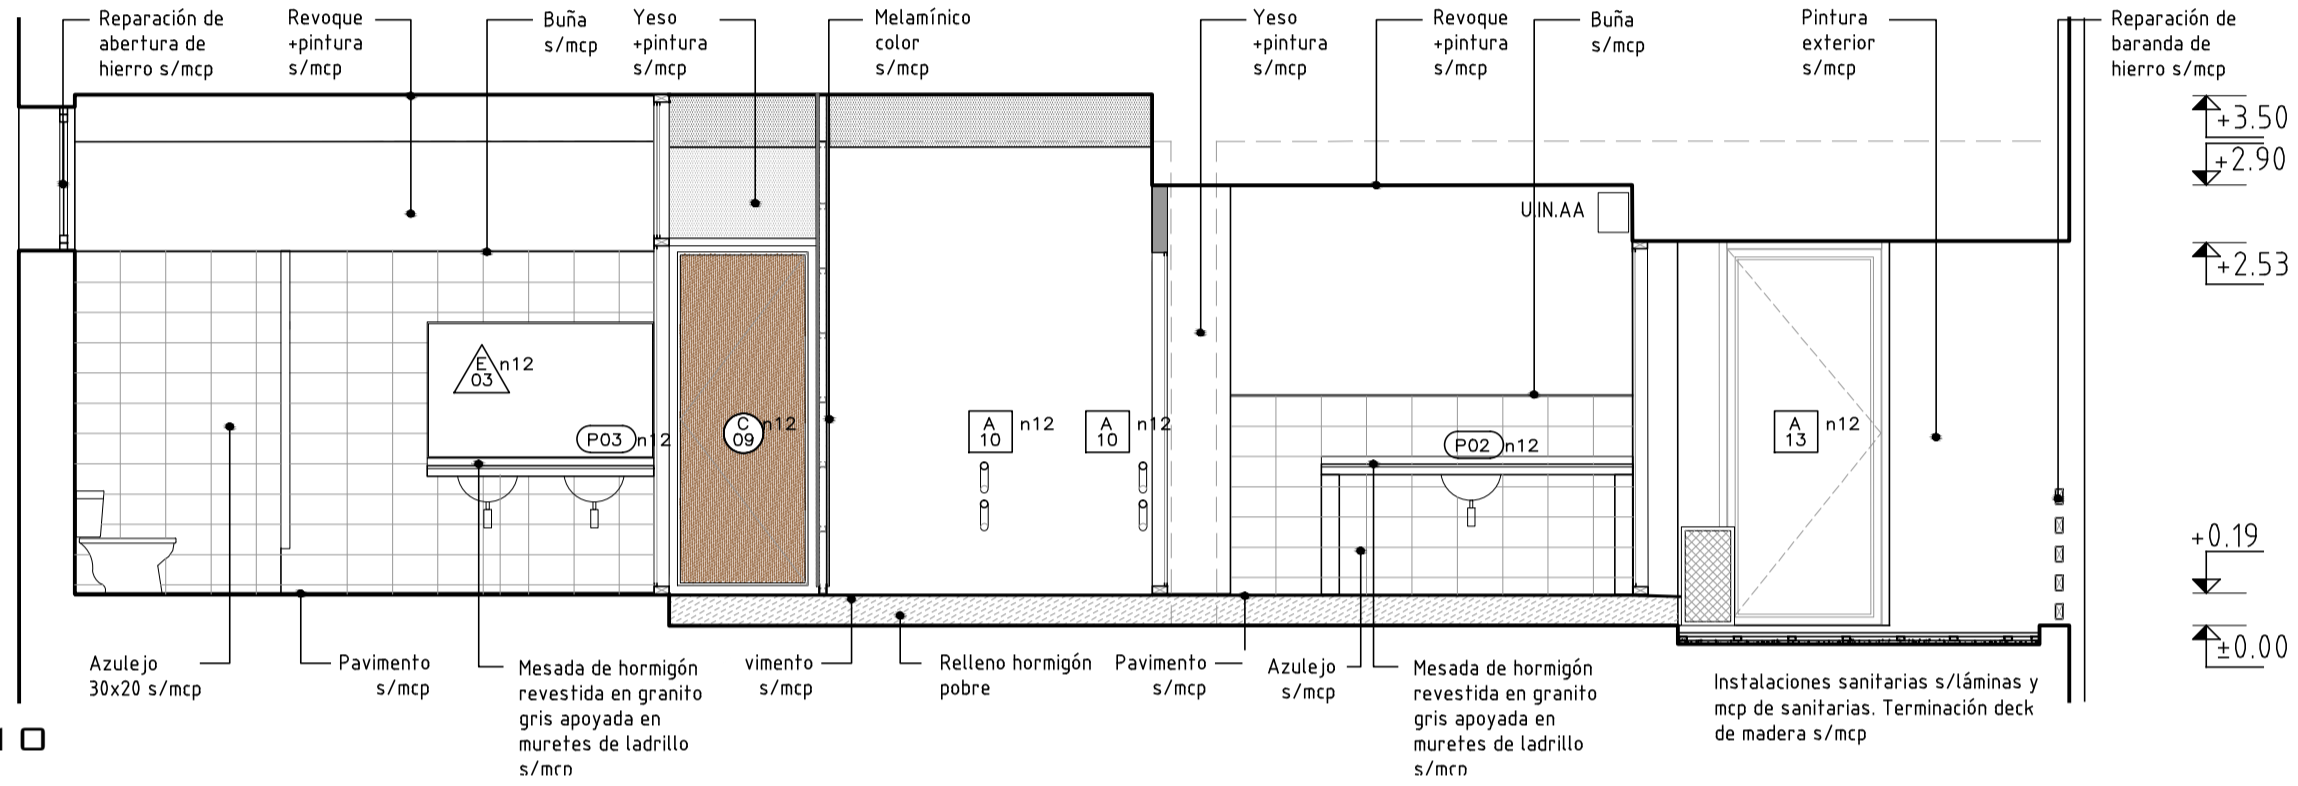 Reparación de
abertura de
hierro s/mcp
Revoque
+pintura
s/mcp
Buña
s/mcp
Yeso
+pintura
s/mcp
Melamínico
color
s/mcp
Yeso
+pintura
s/mcp
Revoque
+pintura
s/mcp
Buña
s/mcp
Pintura
exterior
s/mcp
Reparación de
baranda de
hierro s/mcp
+3.50
+2.90
U.IN.AA
+2.53
E n12
03
P03 n12
C n12
09
A n12
10
A n12
10
P02 n12
A n12
13
+0.19
±0.00
Azulejo
30x20 s/mcp
Pavimento
s/mcp
Mesada de hormigón
revestida en granito
gris apoyada en
muretes de ladrillo
s/mcp
vimento
s/mcp
Relleno hormigón
pobre
Pavimento
s/mcp
Azulejo
s/mcp
Mesada de hormigón
revestida en granito
gris apoyada en
muretes de ladrillo
s/mcp
Instalaciones sanitarias s/láminas y
mcp de sanitarias. Terminación deck
de madera s/mcp